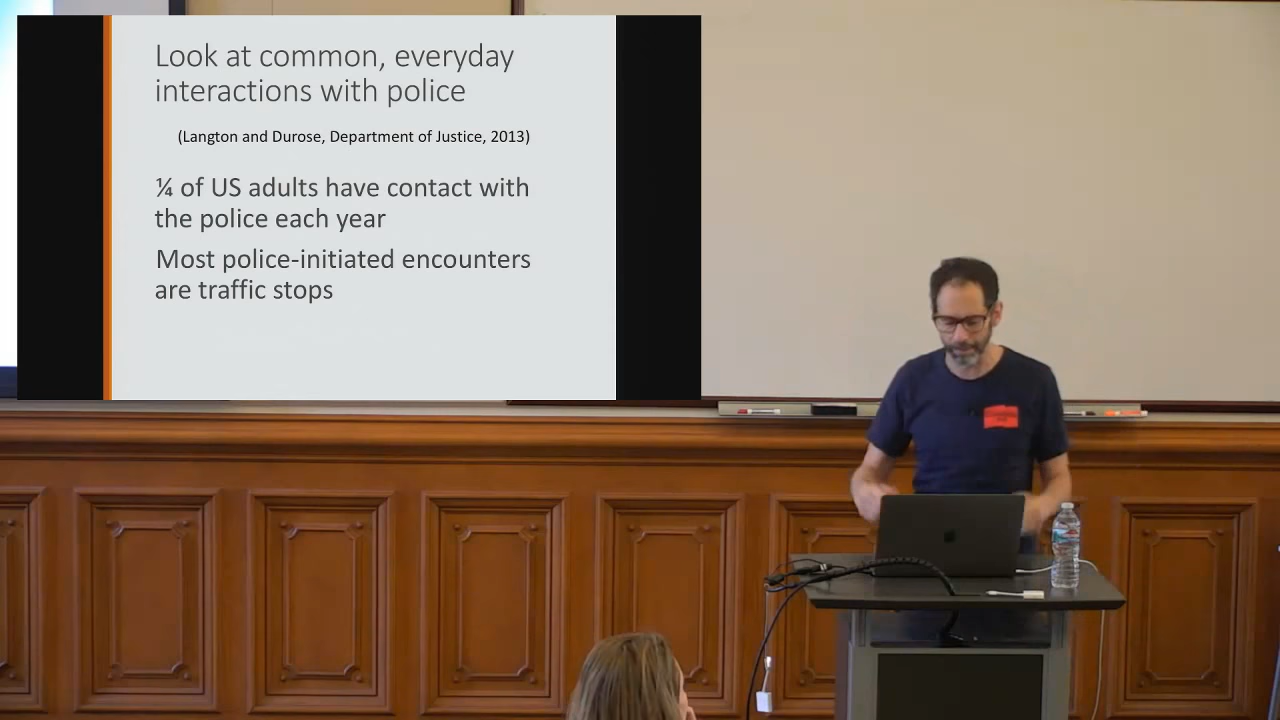 Look at common, everyday
interactions with police
(Langton and Durose, Department of Justice, 2013)
¼ of US adults have contact with
the police each year
Most police-initiated encounters
are traffic stops